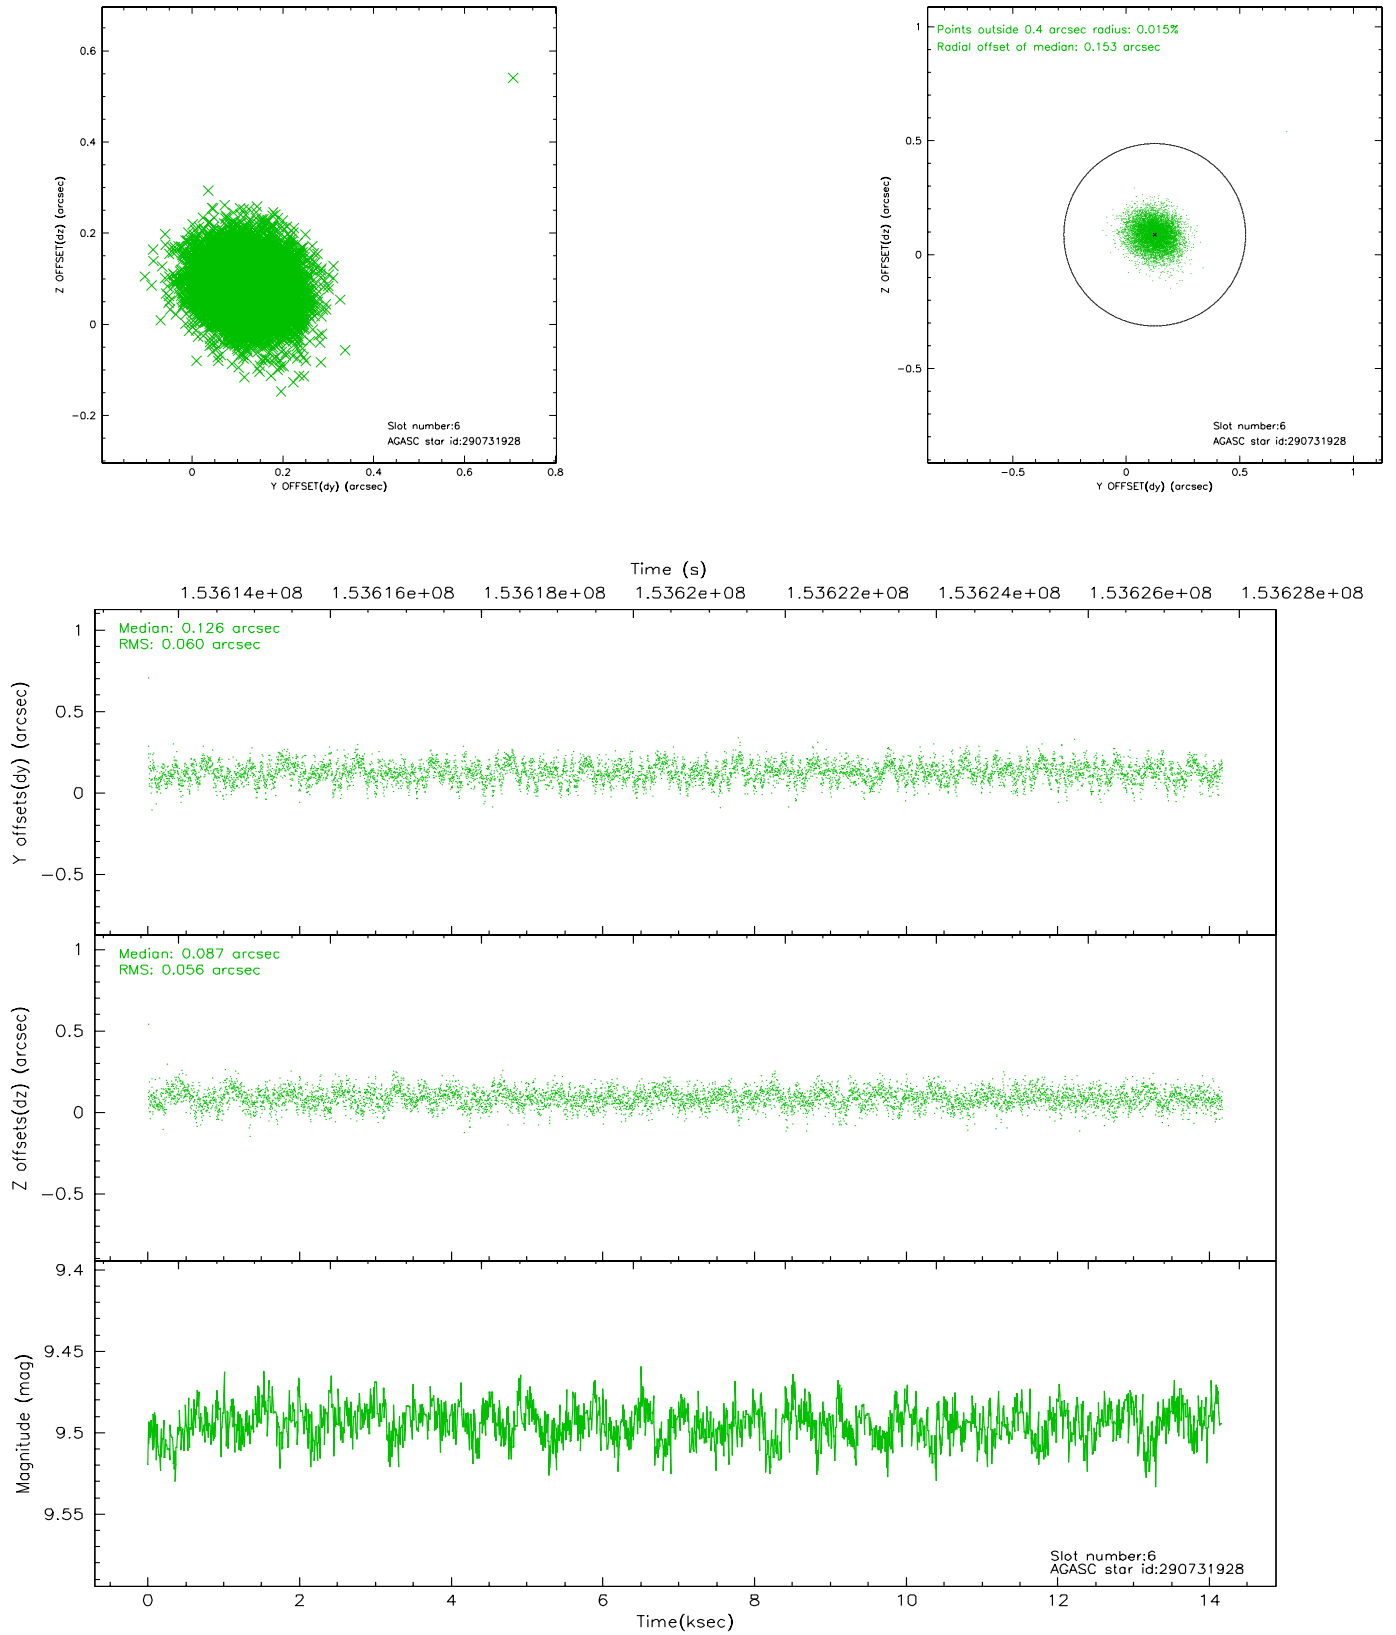 0.6
0.4
0.2
0
−0.2
Z OFFSET(dz) (arcsec)
0
0.2
0.4
0.6
0.8
Y OFFSET(dy) (arcsec)
Slot number:6
AGASC star id:290731928
Points outside 0.4 arcsec radius: 0.015%
Radial offset of median: 0.153 arcsec
1
0.5
0
−0.5
Z OFFSET(dz) (arcsec)
−0.5
0
0.5
1
Y OFFSET(dy) (arcsec)
Slot number:6
AGASC star id:290731928
Time (s)
1.53614e+08
1.53616e+08
1.53618e+08
1.5362e+08
1.53622e+08
1.53624e+08
1.53626e+08
1.53628e+08
Median: 0.126 arcsec
RMS: 0.060 arcsec
1
0.5
0
−0.5
Y offsets(dy) (arcsec)
Median: 0.087 arcsec
RMS: 0.056 arcsec
1
0.5
0
−0.5
Z offsets(dz) (arcsec)
9.4
9.45
9.5
9.55
Magnitude (mag)
Slot number:6
AGASC star id:290731928
0
2
4
6
8
10
12
14
Time(ksec)